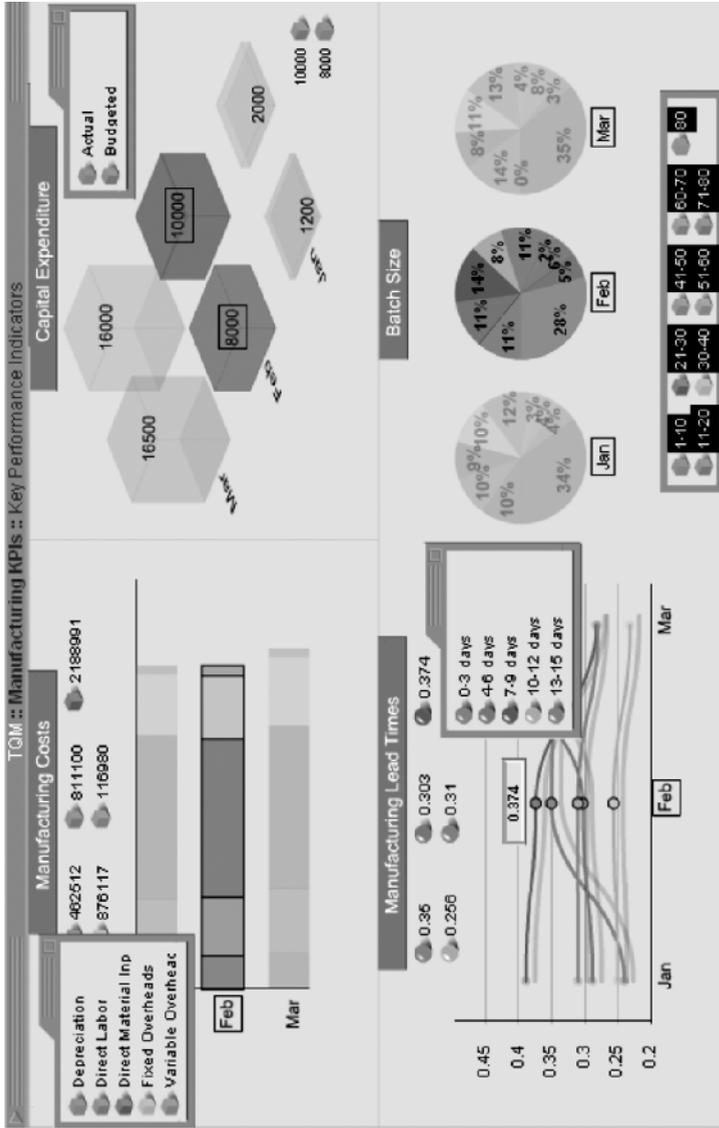 TQM :: Manufacturing KPIs :: Key Performance Indicators
Manufacturing Costs
462512
811100
2188991
876117
116980
Depreciation
Direct Labor
Direct Material Inp
Fixed Overheads
Variable Overheac
Feb
Mar
Capital Expenditure
Actual
Budgeted
16500
16000
10000
2000
8000
1200
Mar
Feb
Jan
10000
8000
Manufacturing Lead Times
0.35
0.303
0.374
0.256
0.31
0-3 days
4-6 days
7-9 days
10-12 days
13-15 days
0.374
0.45
0.4
0.35
0.3
0.25
0.2
Jan
Feb
Mar
Batch Size
9%
10%
10%
12%
10%
3%
4%
34%
Jan
14%
8%
11%
11%
11%
2%
6%
5%
28%
Feb
8%
11%
13%
14%
4%
0%
8%
3%
35%
Mar
1-10
21-30
41-50
60-70
80
11-20
30-40
51-60
71-80